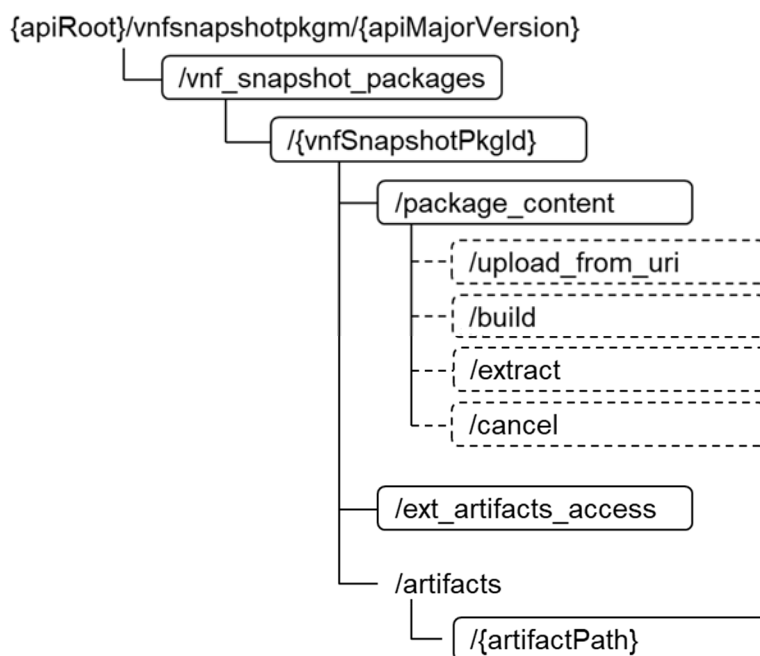 {apiRoot}/vnfsnapshotpkgm/{apiMajorVersion}
/vnf_snapshot_packages
/{vnfSnapshotPkgId}
/package_content
/upload_from_uri
/build
/extract
/cancel
/ext_artifacts_access
/artifacts
/{artifactPath}